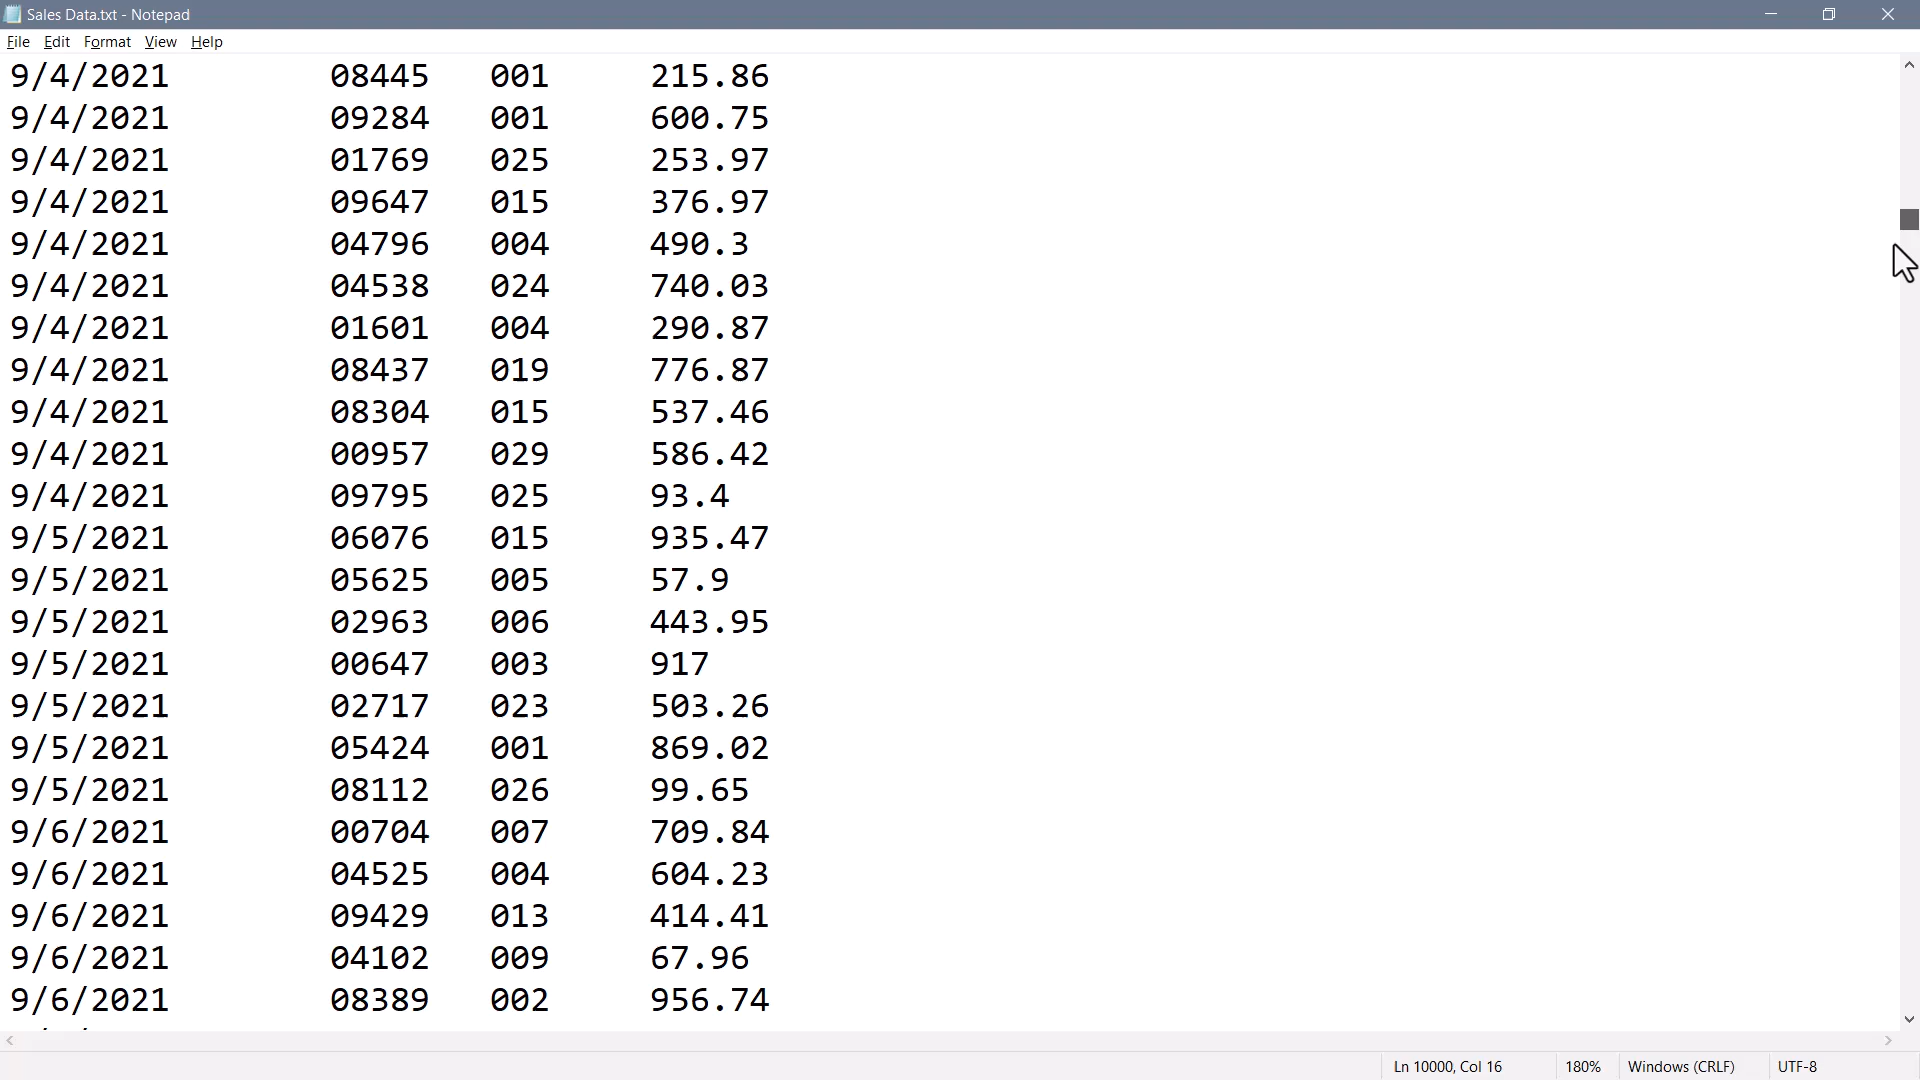 Sales Data.txt - Notepad
File Edit Format View Help
9/4/2021 08445 001 215.86
9/4/2021 09284 001 600.75
9/4/2021 01769 025 253.97
9/4/2021 09647 015 376.97
9/4/2021 04796 004 490.3
9/4/2021 04538 024 740.03
9/4/2021 01601 004 290.87
9/4/2021 08437 019 776.87
9/4/2021 08304 015 537.46
9/4/2021 00957 029 586.42
9/4/2021 09795 025 93.4
9/5/2021 06076 015 935.47
9/5/2021 05625 005 57.9
9/5/2021 02963 006 443.95
9/5/2021 00647 003 917
9/5/2021 02717 023 503.26
9/5/2021 05424 001 869.02
9/5/2021 08112 026 99.65
9/6/2021 00704 007 709.84
9/6/2021 04525 004 604.23
9/6/2021 09429 013 414.41
9/6/2021 04102 009 67.96
9/6/2021 08389 002 956.74
Ln 10000, Col 16 180% Windows (CRLF) UTF-8